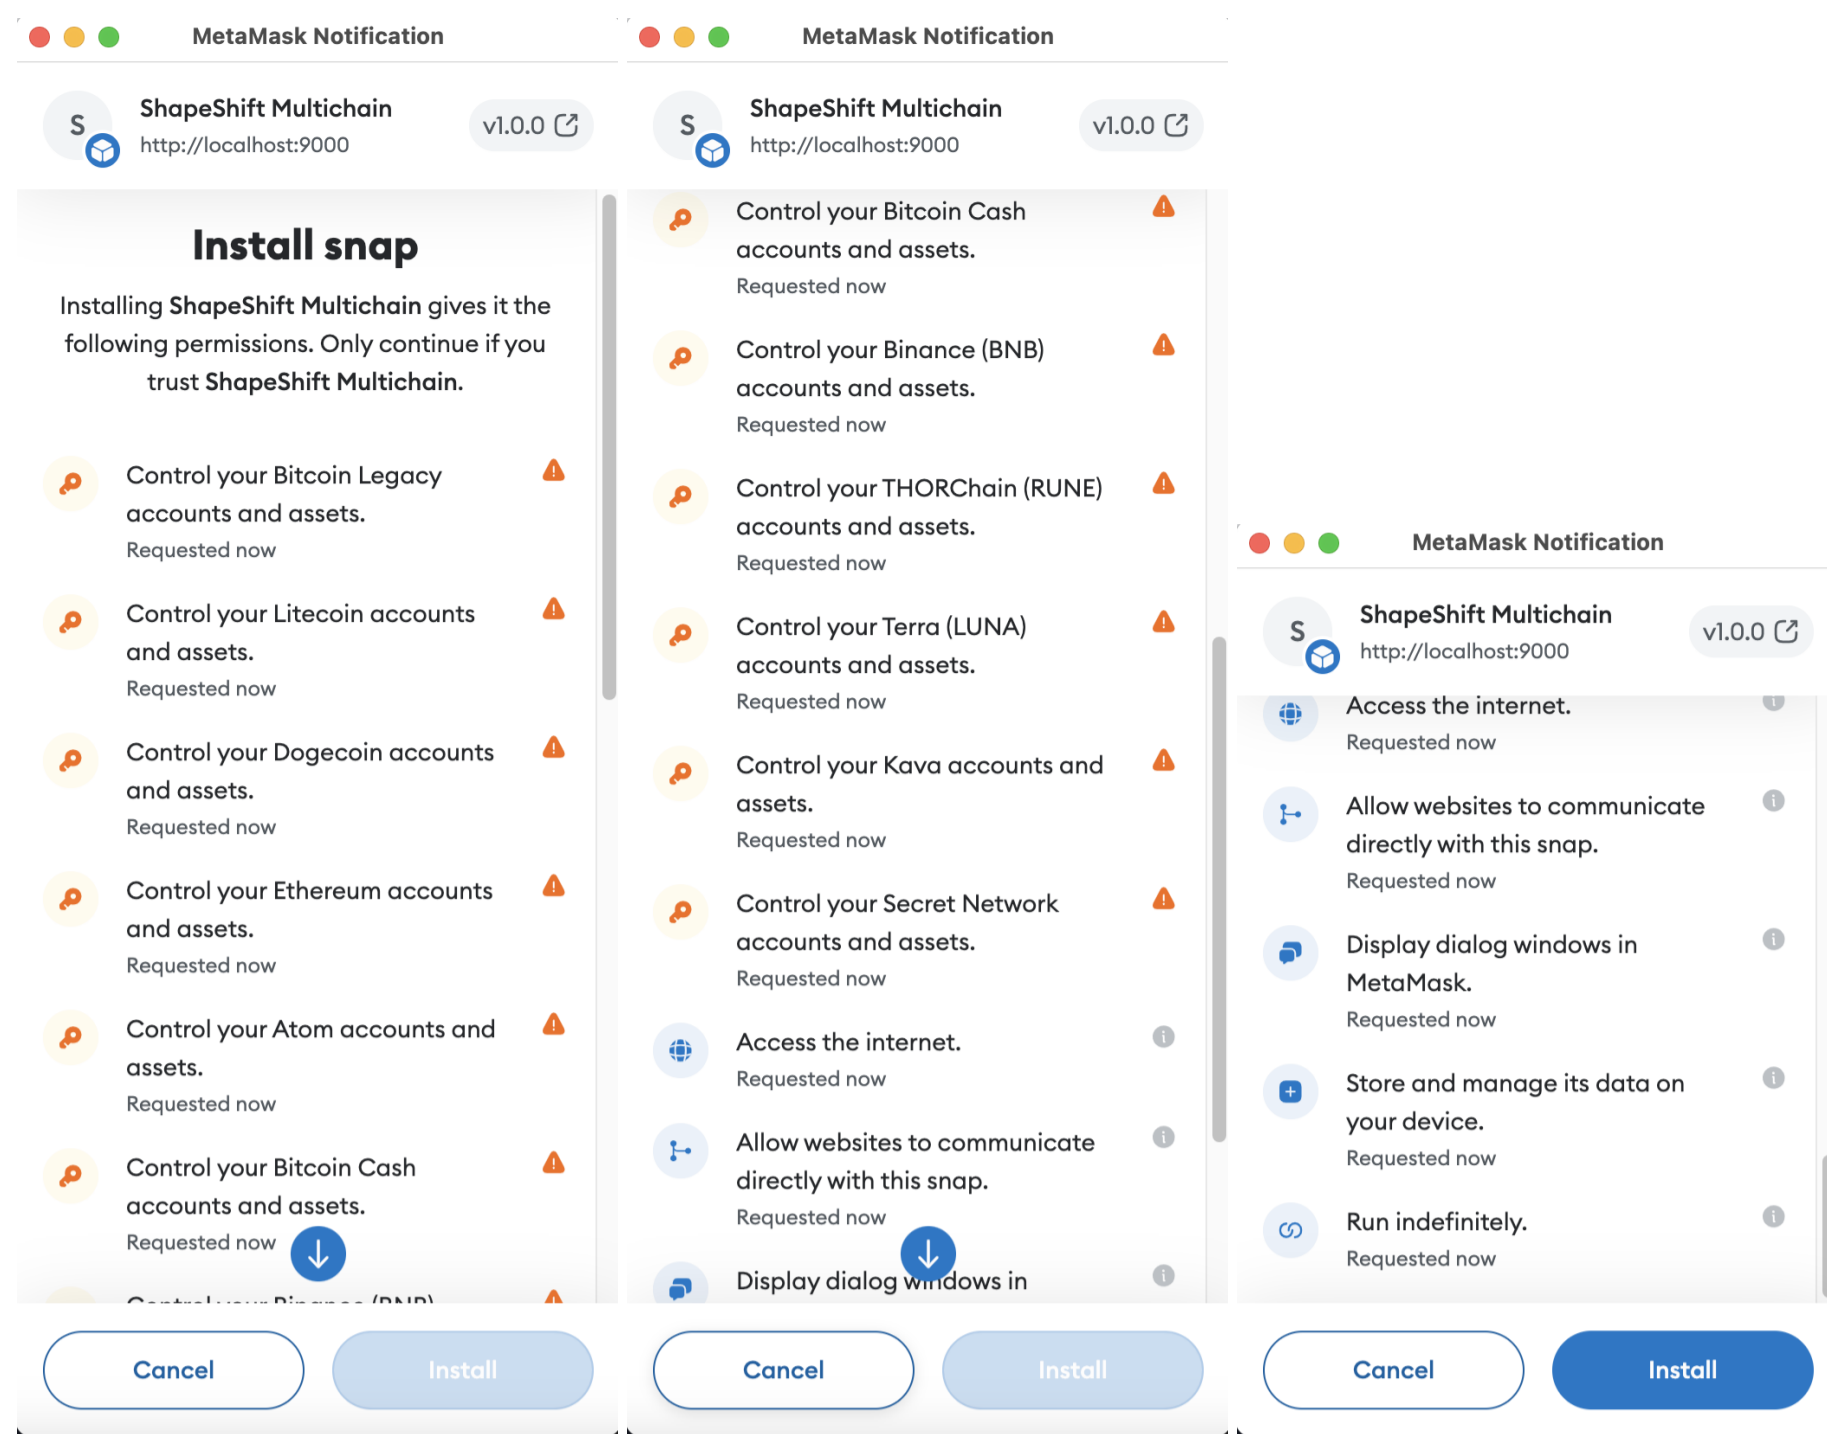 MetaMask Notification
S
ShapeShift Multichain
http://localhost:9000
v1.0.0
Install snap
Installing ShapeShift Multichain gives it the
following permissions. Only continue if you
trust ShapeShift Multichain.
Control your Bitcoin Legacy
accounts and assets.
Requested now
Control your Litecoin accounts
and assets.
Requested now
Control your Dogecoin accounts
and assets.
Requested now
Control your Ethereum accounts
and assets.
Requested now
Control your Atom accounts and
assets.
Requested now
Control your Bitcoin Cash
accounts and assets.
Requested now
Control your Binance (BNB)
Cancel
Install
MetaMask Notification
S
ShapeShift Multichain
http://localhost:9000
v1.0.0
Control your Bitcoin Cash
accounts and assets.
Requested now
Control your Binance (BNB)
accounts and assets.
Requested now
Control your THORChain (RUNE)
accounts and assets.
Requested now
Control your Terra (LUNA)
accounts and assets.
Requested now
Control your Kava accounts and
assets.
Requested now
Control your Secret Network
accounts and assets.
Requested now
Access the internet.
Requested now
Allow websites to communicate
directly with this snap.
Requested now
Display dialog windows in
Cancel
Install
MetaMask Notification
S
ShapeShift Multichain
http://localhost:9000
v1.0.0
Access the internet.
Requested now
Allow websites to communicate
directly with this snap.
Requested now
Display dialog windows in
MetaMask.
Requested now
Store and manage its data on
your device.
Requested now
Run indefinitely.
Requested now
Cancel
Install